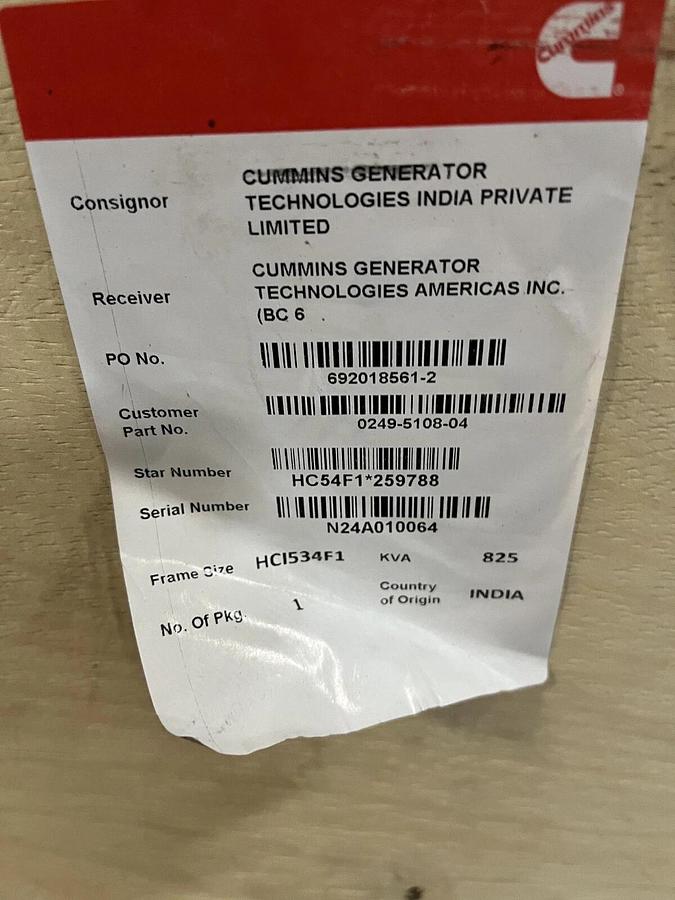 Cummins
Consignor
CUMMINS GENERATOR
TECHNOLOGIES INDIA PRIVATE
LIMITED
Receiver
CUMMINS GENERATOR
TECHNOLOGIES AMERICAS INC.
(BC 6 .
PO No.
692018561-2
Customer
Part No.
0249-5108-04
Star Number
HC54F1*259788
Serial Number
N24A010064
Frame Size HCI534F1 KVA 825
No. Of Pkg. 1
Country
of Origin INDIA